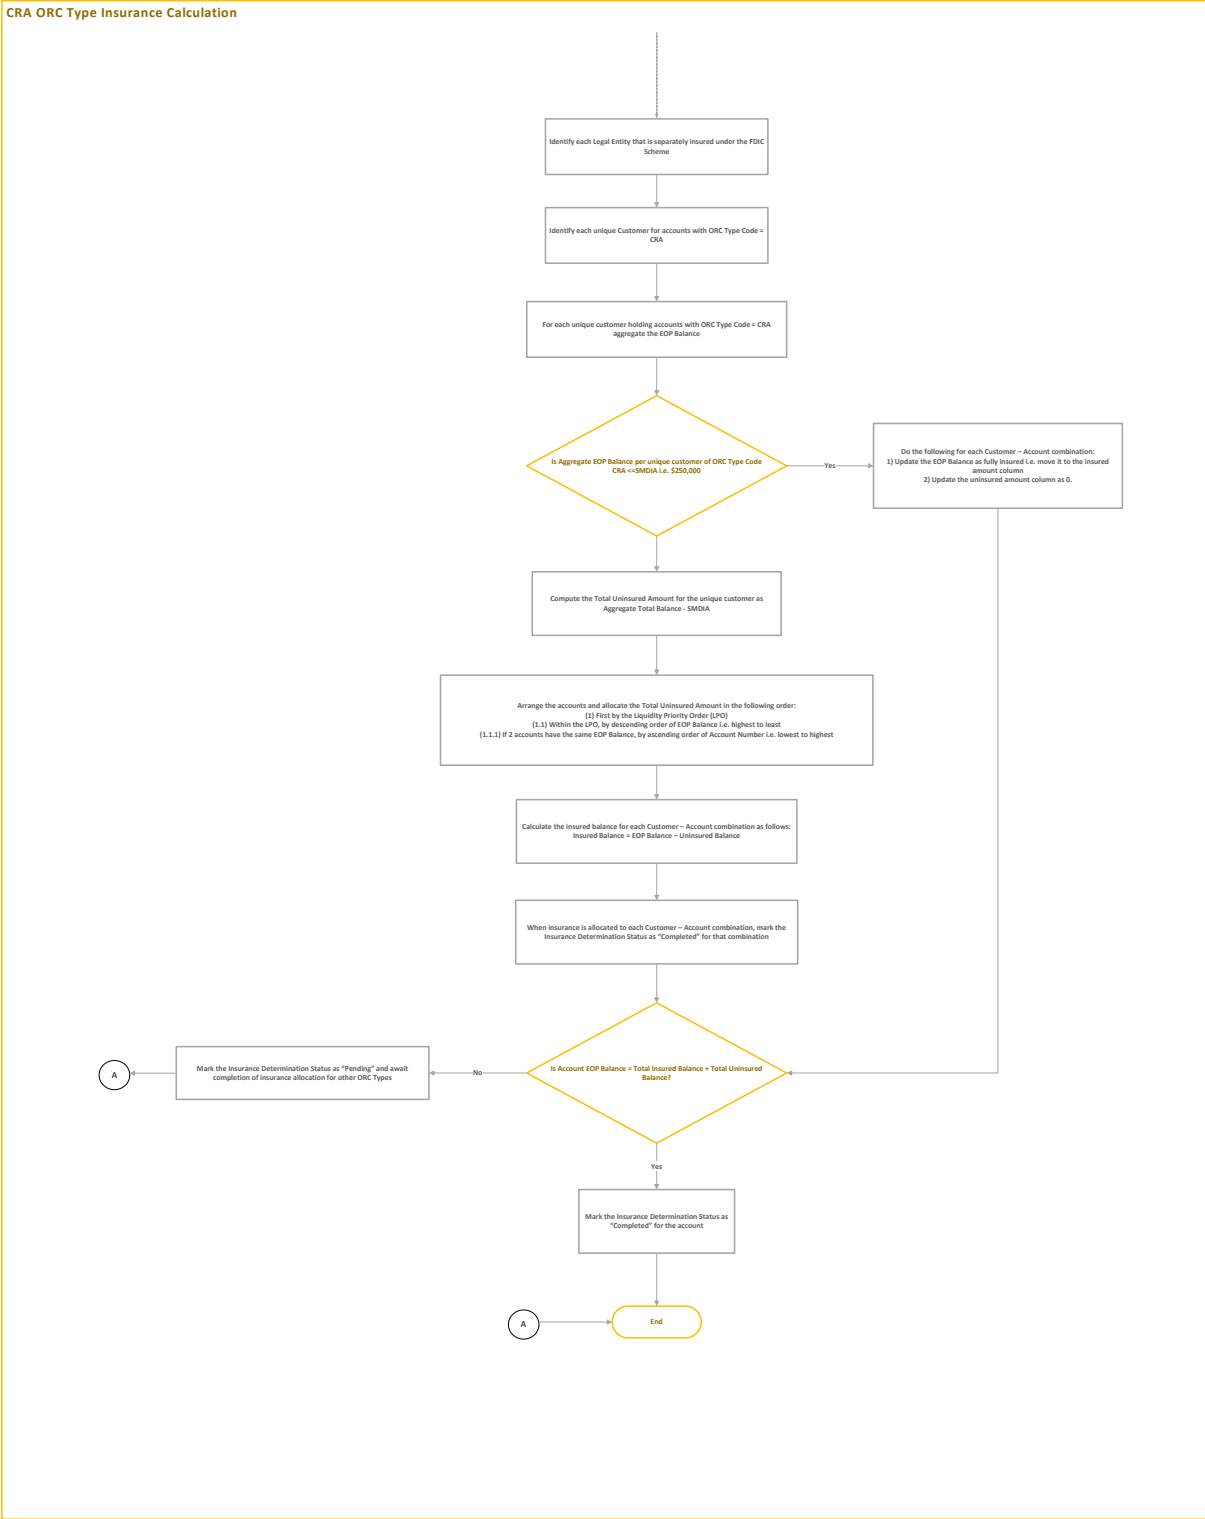 CRA ORC Type Insurance Calculation
Identify each Legal Entity that is separately insured under the FDIC
Scheme
Identify each unique Customer for accounts with ORC Type Code =
CRA
For each unique customer holding accounts with ORC Type Code = CRA
aggregate the EOP Balance
Is Aggregate EOP Balance per unique customer of ORC Type Code
CRA <=SMDIA i.e. $250,000
Yes
Do the following for each Customer – Account combination:
1) Update the EOP Balance as fully insured i.e. move it to the insured
amount column
2) Update the uninsured amount column as 0.
Compute the Total Uninsured Amount for the unique customer as
Aggregate Total Balance - SMDIA
Arrange the accounts and allocate the Total Uninsured Amount in the following order:
(1) First by the Liquidity Priority Order (LPO)
(1.1) Within the LPO, by descending order of EOP Balance i.e. highest to least
(1.1.1) If 2 accounts have the same EOP Balance, by ascending order of Account Number i.e. lowest to highest
Calculate the insured balance for each Customer – Account combination as follows:
Insured Balance = EOP Balance – Uninsured Balance
When insurance is allocated to each Customer – Account combination, mark the
Insurance Determination Status as “Completed” for that combination
Is Account EOP Balance = Total Insured Balance + Total Uninsured
Balance?
No
Mark the Insurance Determination Status as “Pending” and await
completion of insurance allocation for other ORC Types
A
Yes
Mark the Insurance Determination Status as
“Completed” for the account
A
End